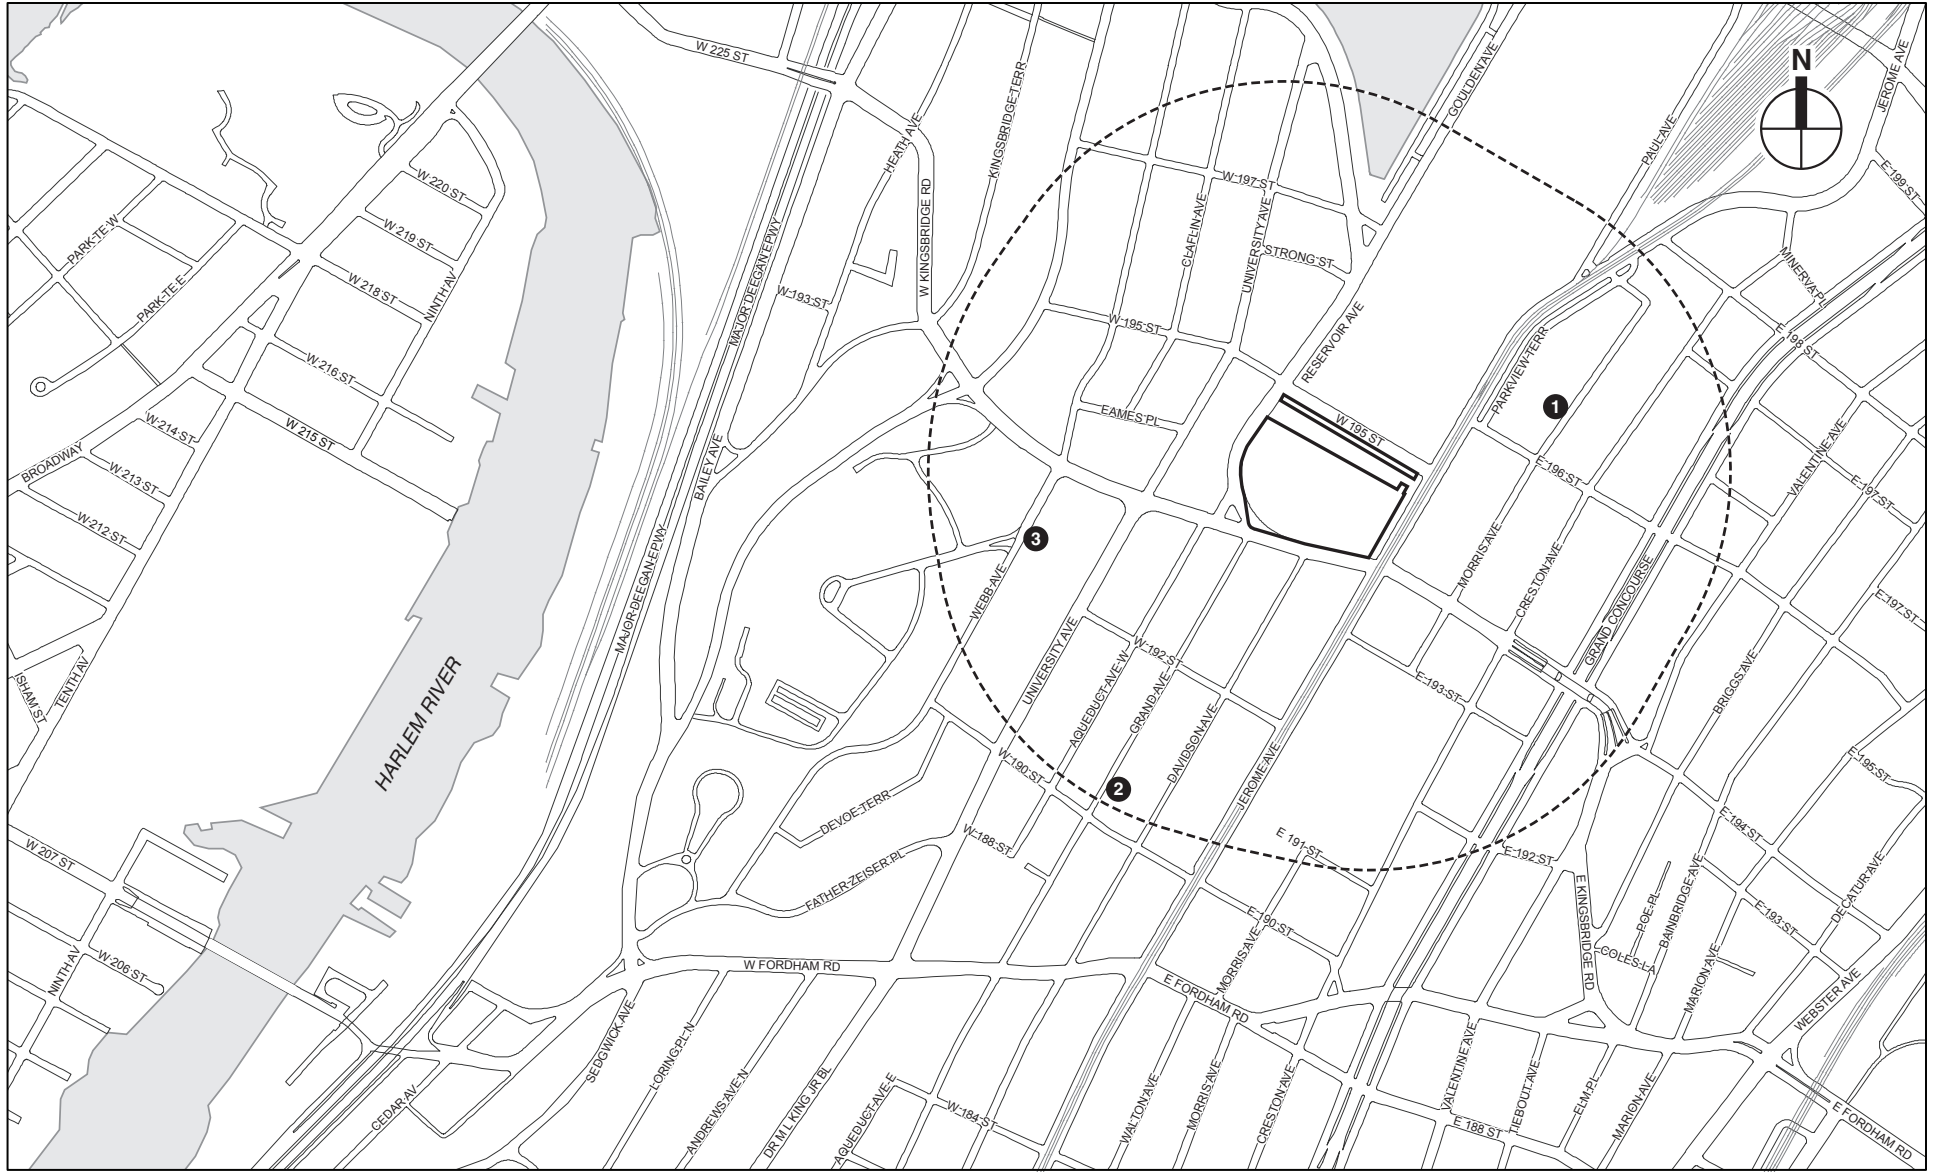 W 225 ST
HEATH AVE
KINGSBRIDGE TERR
GOULDEN AVE
N
JEROME AVE
PAUL AVE
E 199 ST
W 220 ST
W 219 ST
PARK TE W
W KINGSBRIDGE RD
W 197 ST
CLAFLIN AVE
UNIVERSITY AVE
STRONG ST
MINERVA PL
W 218 ST
PARK TE E
NINTH AV
MAJOR DEEGAN EPWY
W 193 ST
W 195 ST
RESERVOIR AVE
PARKVIEW TERR
E 198 ST
W 216 ST
W 214 ST
W 215 ST
EAMES PL
W 195 ST
1
BROADWAY
W 213 ST
BAILEY AVE
E 196 ST
VALENTINE AVE
E 197 ST
W 212 ST
3
MAJOR DEEGAN EPWY
WEBB AVE
MORRIS AVE
CRESTON AVE
GRAND CONCOURSE
E 197 ST
ISHAM ST
TENTH AV
HARLEM RIVER
UNIVERSITY AVE
AQUEDUCT AVE W
W 192 ST
GRAND AVE
DAVIDSON AVE
E 193 ST
BRIGGS AVE
W 190 ST
2
JEROME AVE
E 195 ST
DEVOE TERR
W 188 ST
E 191 ST
E 192 ST
E 194 ST
W 207 ST
FATHER ZEISER PL
E 190 ST
MORRIS AVE
E KINGSBRIDGE RD
POE PL
BAINBRIDGE AVE
E 193 ST
DECATUR AVE
NINTH AV
W 206 ST
W FORDHAM RD
E FORDHAM RD
COLES LA
MARION AVE
WEBSTER AVE
SEDGWICK AVE
LORING PL N
ANDREWS AVE N
DR M L KING JR BL
AQUEDUCT AVE E
W 184 ST
CEDAR AV
WALTON AVE
MORRIS AVE
CRESTON AVE
VALENTINE AVE
E 188 ST
TIEBOUT AVE
ELM PL
MARION AVE
E FORDHAM RD